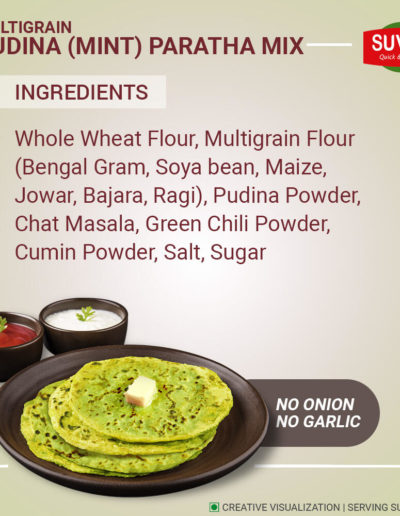 LTIGRAIN
UDINA (MINT) PARATHA MIX
SUV
Quick &
INGREDIENTS
Whole Wheat Flour, Multigrain Flour
(Bengal Gram, Soya bean, Maize,
Jowar, Bajara, Ragi), Pudina Powder,
Chat Masala, Green Chili Powder,
Cumin Powder, Salt, Sugar
NO ONION
NO GARLIC
CREATIVE VISUALIZATION | SERVING SU